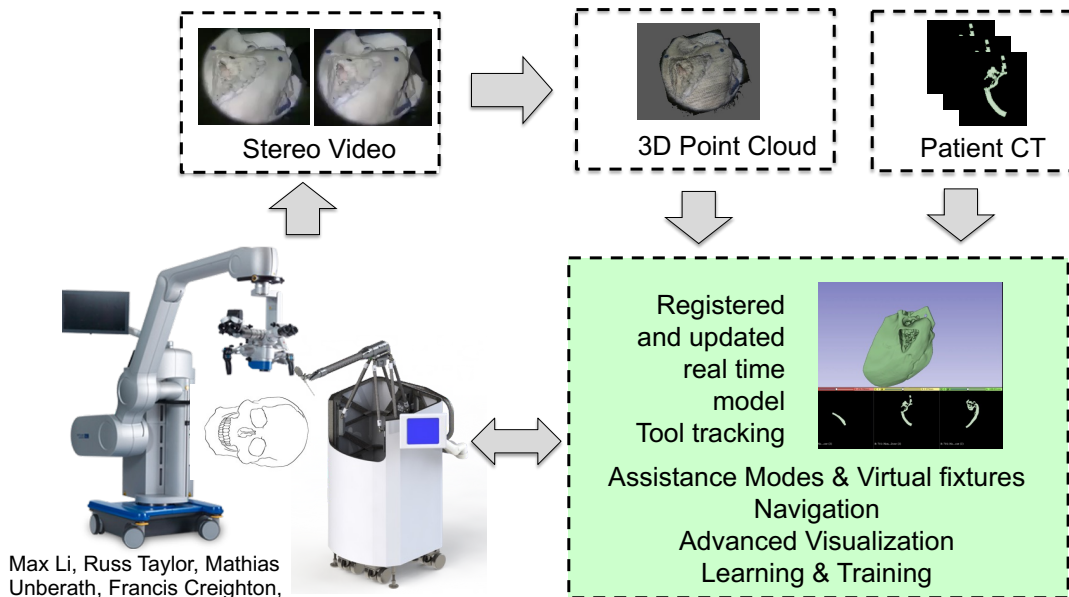 Stereo Video
3D Point Cloud
Patient CT
Registered
and updated
real time
model
Tool tracking
Assistance Modes & Virtual fixtures
Navigation
Advanced Visualization
Learning & Training
Max Li, Russ Taylor, Mathias
Unberath, Francis Creighton,